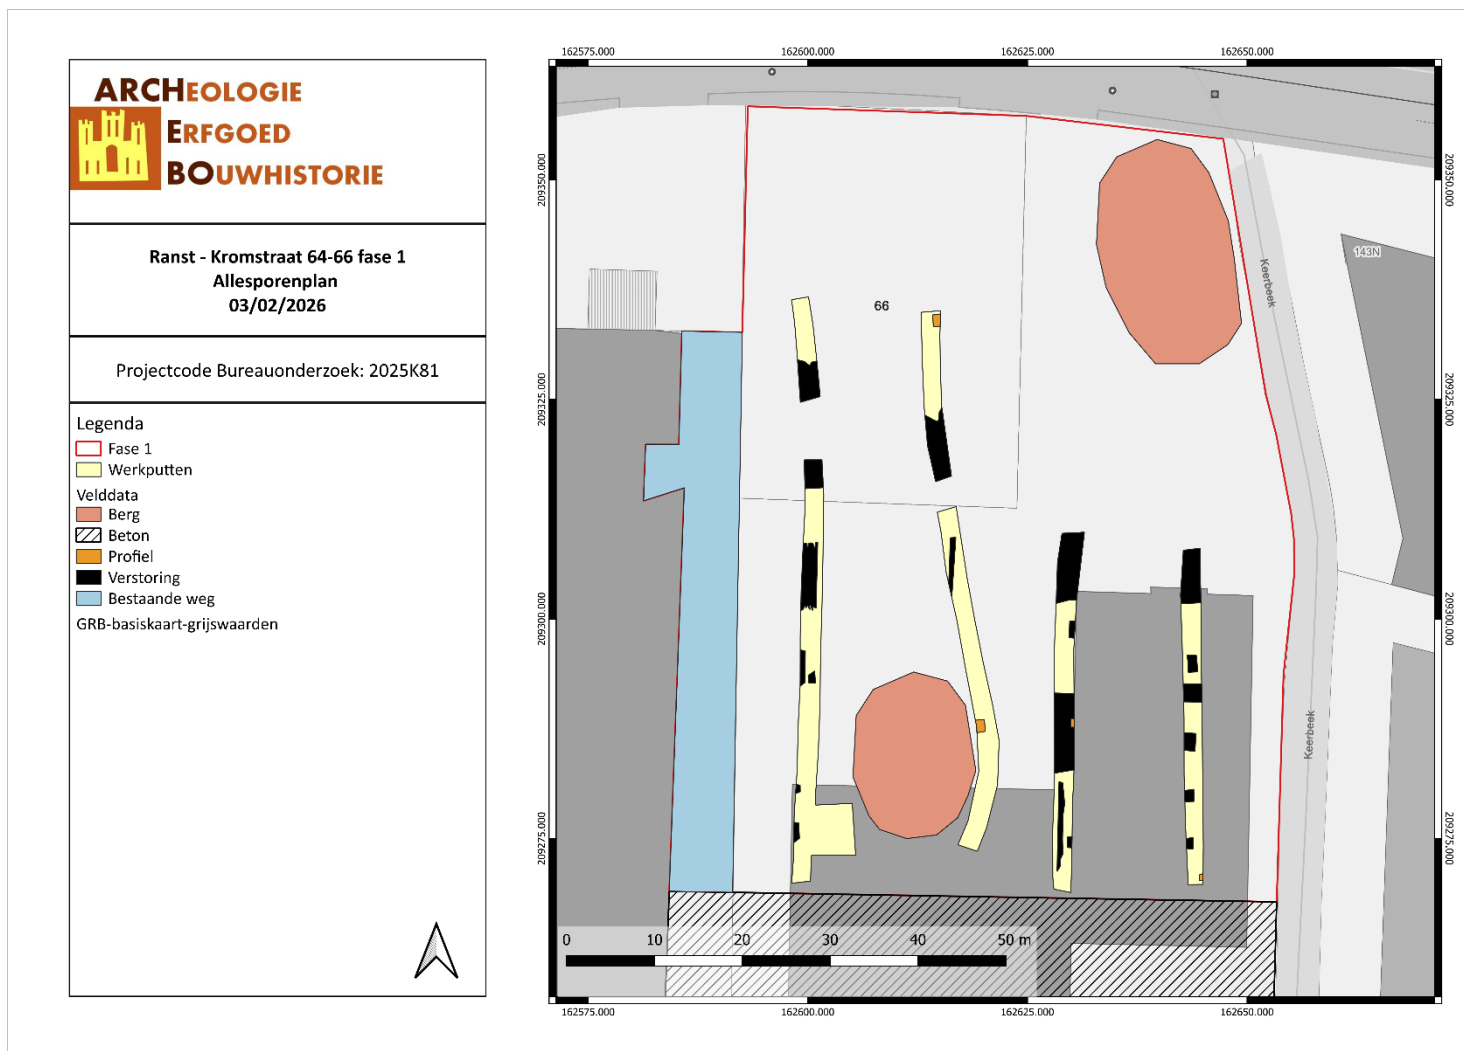 ARCHEOLOGIE
ERFGOED
BOUWHISTORIE
Ranst - Kromstraat 64-66 fase 1
Allesporenplan
03/02/2026
Projectcode Bureauonderzoek: 2025K81
Legenda
Fase 1
Werkputten
Velddata
Berg
Beton
Profiel
Verstoring
Bestaande weg
GRB-basiskaart-grijswaarden
162575.000 162600.000 162625.000 162650.000
209350.000 209350.000
143N
Keerbeek
66
209325.000 209325.000
209300.000 209300.000
Keerbeek
209275.000 209275.000
0 10 20 30 40 50 m
162575.000 162600.000 162625.000 162650.000